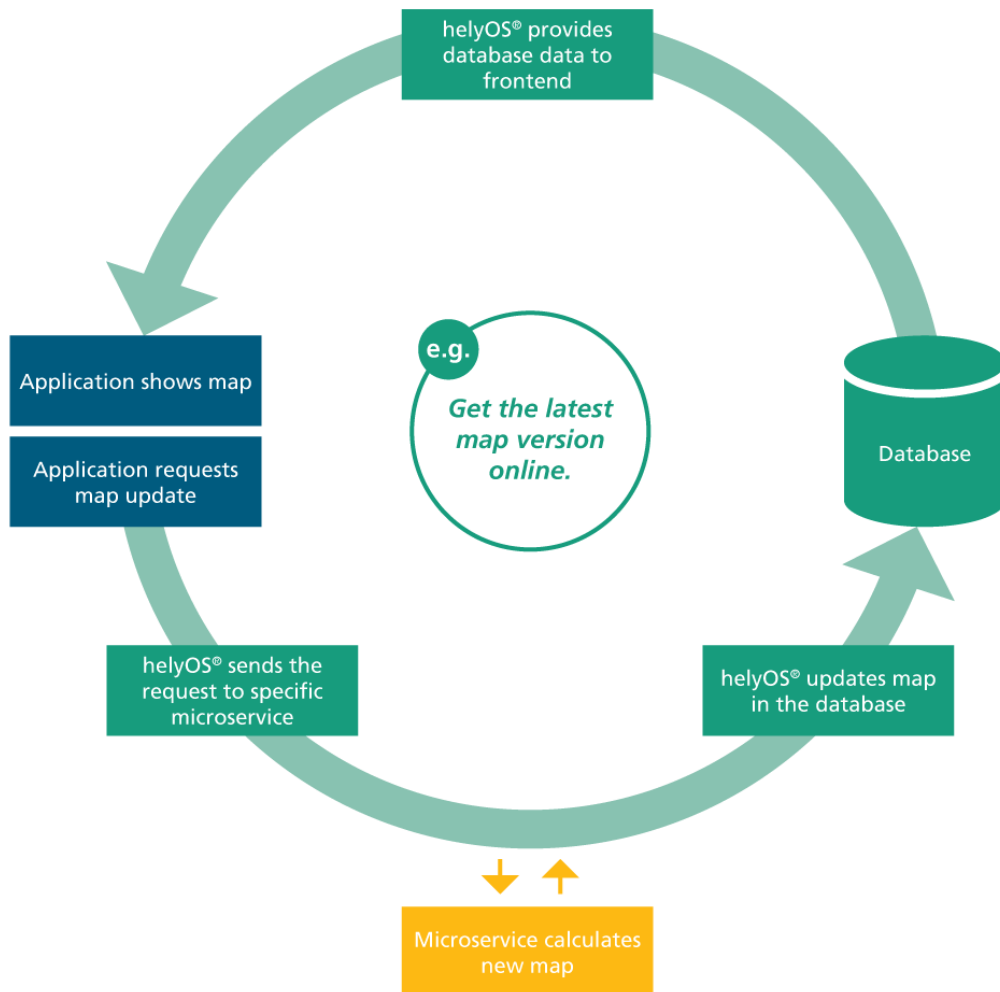 helyOS® provides
database data to
frontend
Application shows map
Application requests
map update
e.g.
Get the latest
map version
online.
Database
helyOS® sends the
request to specific
microservice
helyOS® updates map
in the database
Microservice calculates
new map